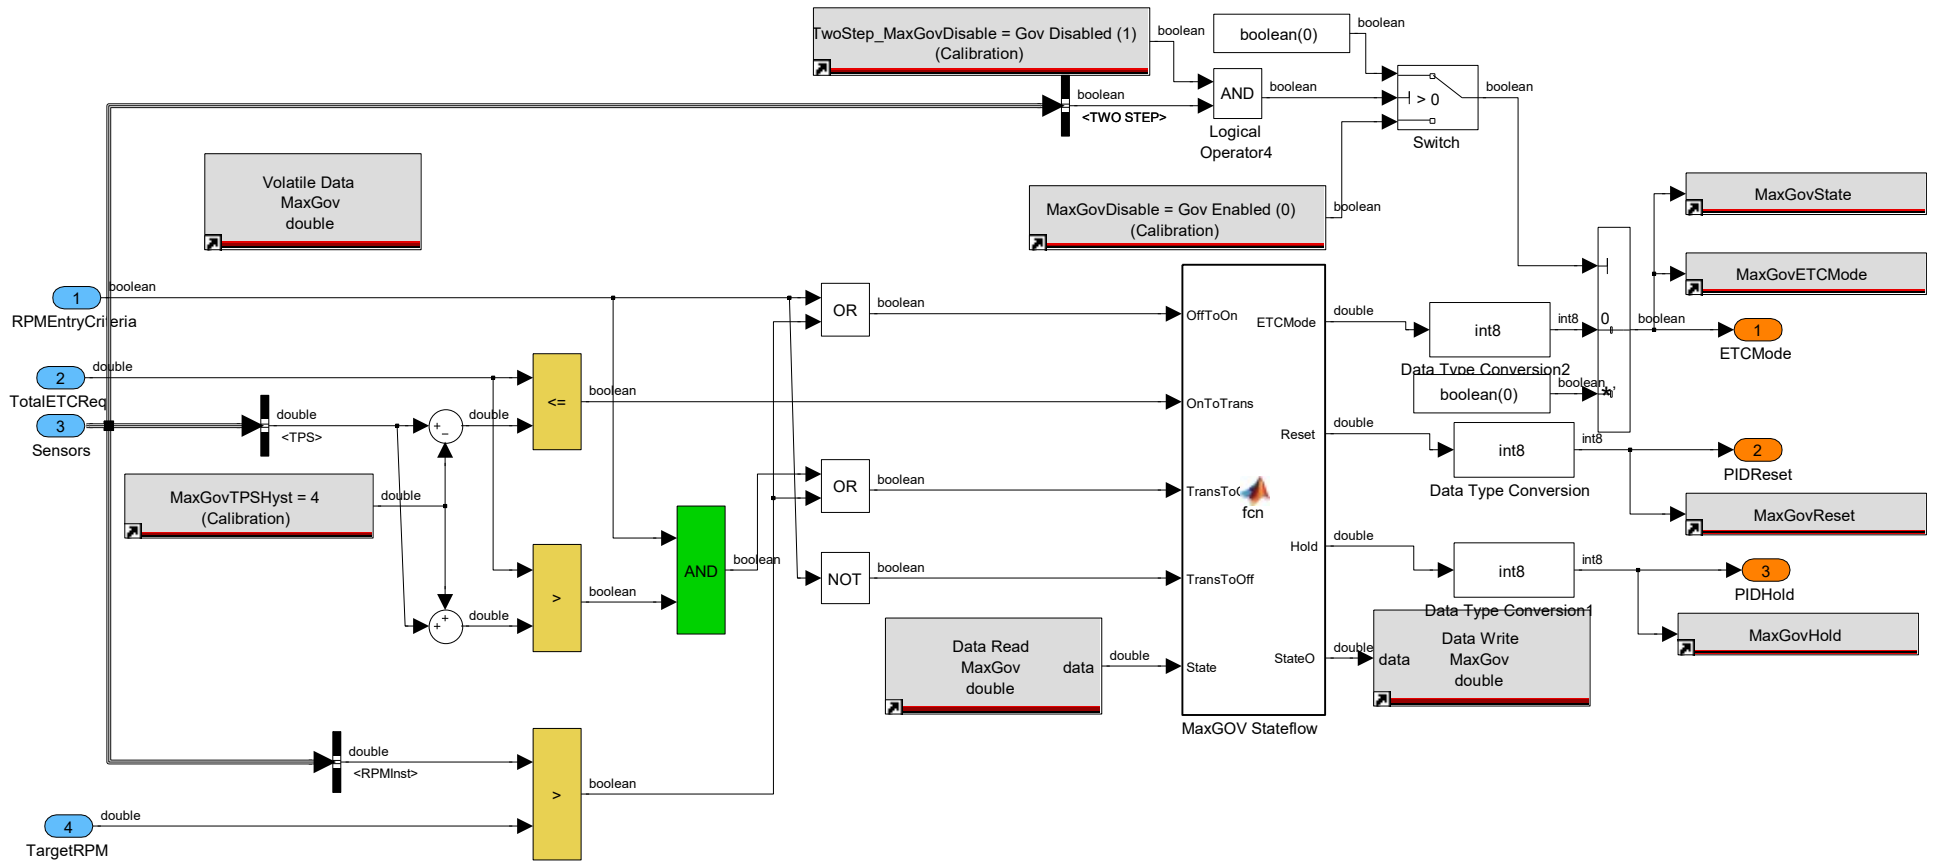 TwoStep_MaxGovDisable = Gov Disabled (1)
(Calibration)
boolean
boolean(0)
boolean
boolean
<TWO STEP>
AND
boolean
Logical
Operator4
> 0
boolean
Switch
Volatile Data
MaxGov
double
MaxGovDisable = Gov Enabled (0)
(Calibration)
boolean
MaxGovState
MaxGovETCMode
1
boolean
RPMEntryCriteria
OR
boolean
OffToOn
ETCMode
double
int8
int8
Data Type Conversion2
0
boolean
1
ETCMode
boolean(0)
boolean
*,
2
double
TotalETCReq
3
Sensors
double
<TPS>
+
−
double
<=
boolean
OnToTrans
Reset
double
int8
int8
Data Type Conversion
2
PIDReset
MaxGovReset
MaxGovTPSHyst = 4
(Calibration)
double
OR
boolean
fcn
AND
boolean
>
boolean
+
+
double
NOT
boolean
TransToOff
Hold
double
int8
int8
Data Type Conversion1
3
PIDHold
MaxGovHold
Data Read
MaxGov
double
data
double
State
StateO
double
data
Data Write
MaxGov
double
MaxGOV Stateflow
double
<RPMInst>
>
boolean
4
double
TargetRPM